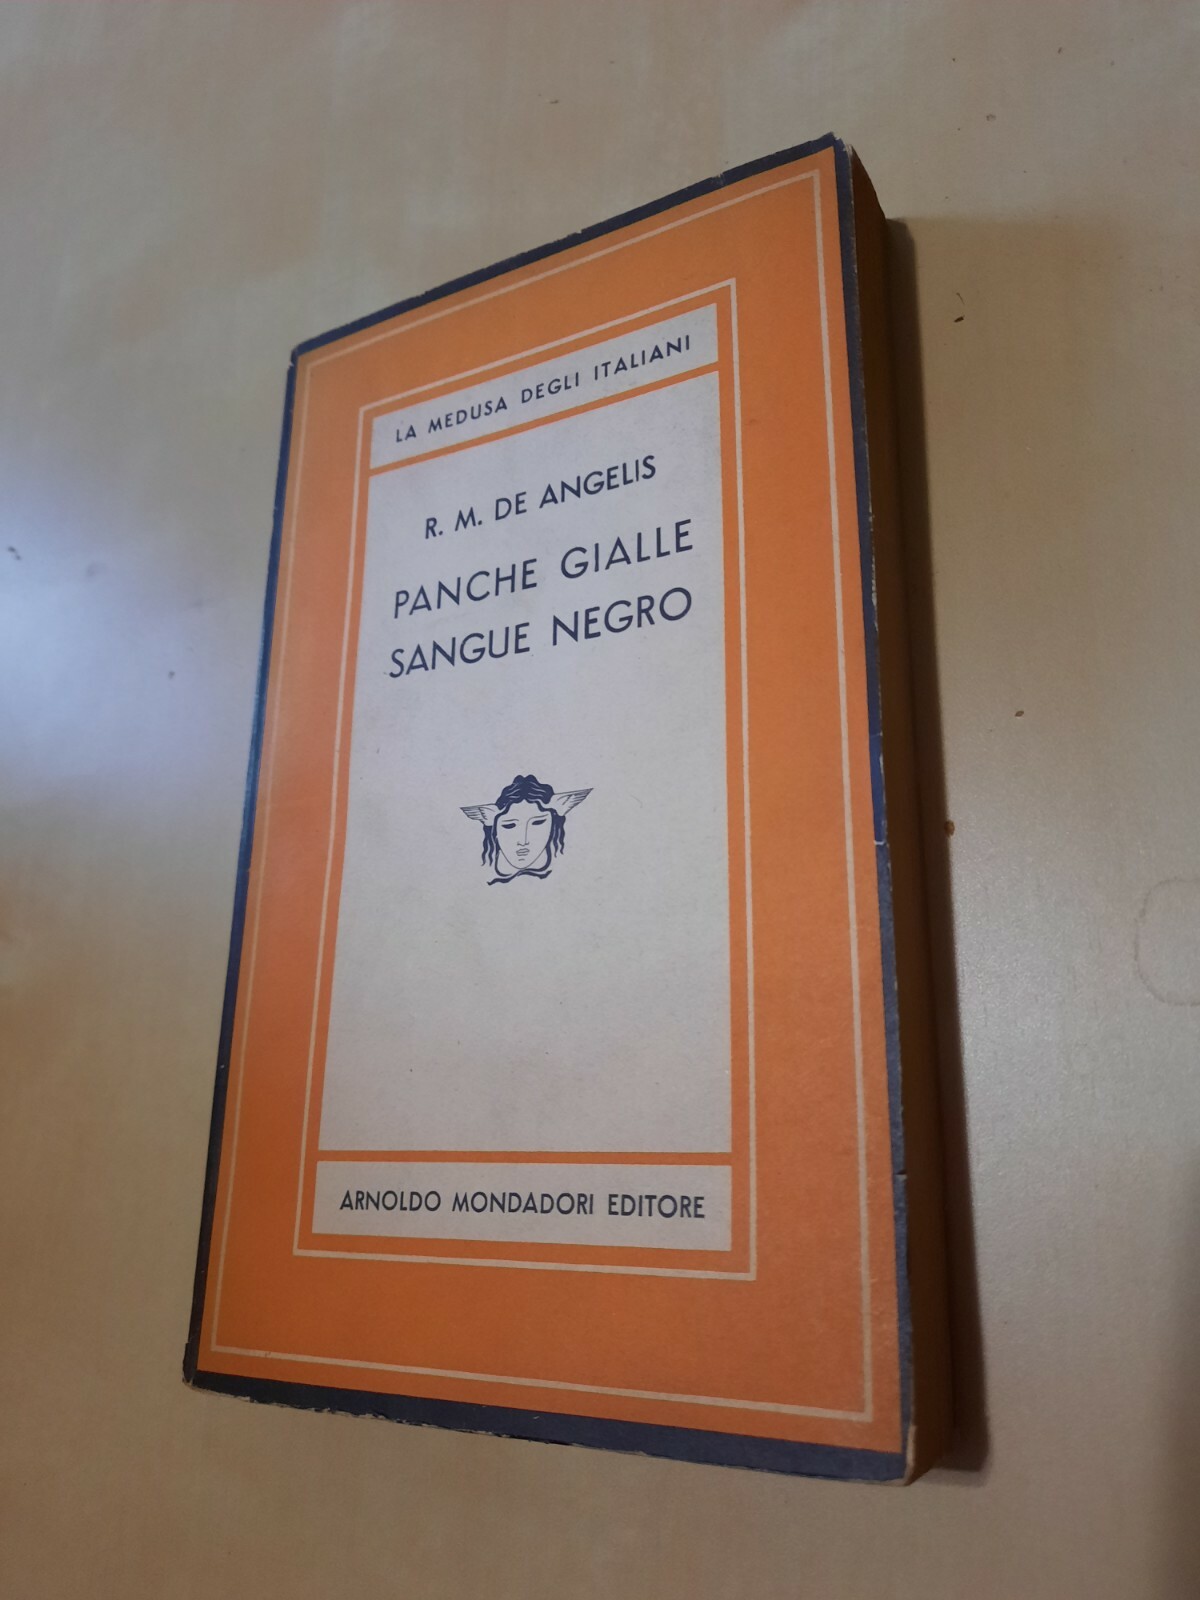 LA MEDUSA DEGLI ITALIANI
R. M. DE ANGELIS
PANCHE GIALLE
SANGUE NEGRO
ARNOLDO MONDADORI EDITORE